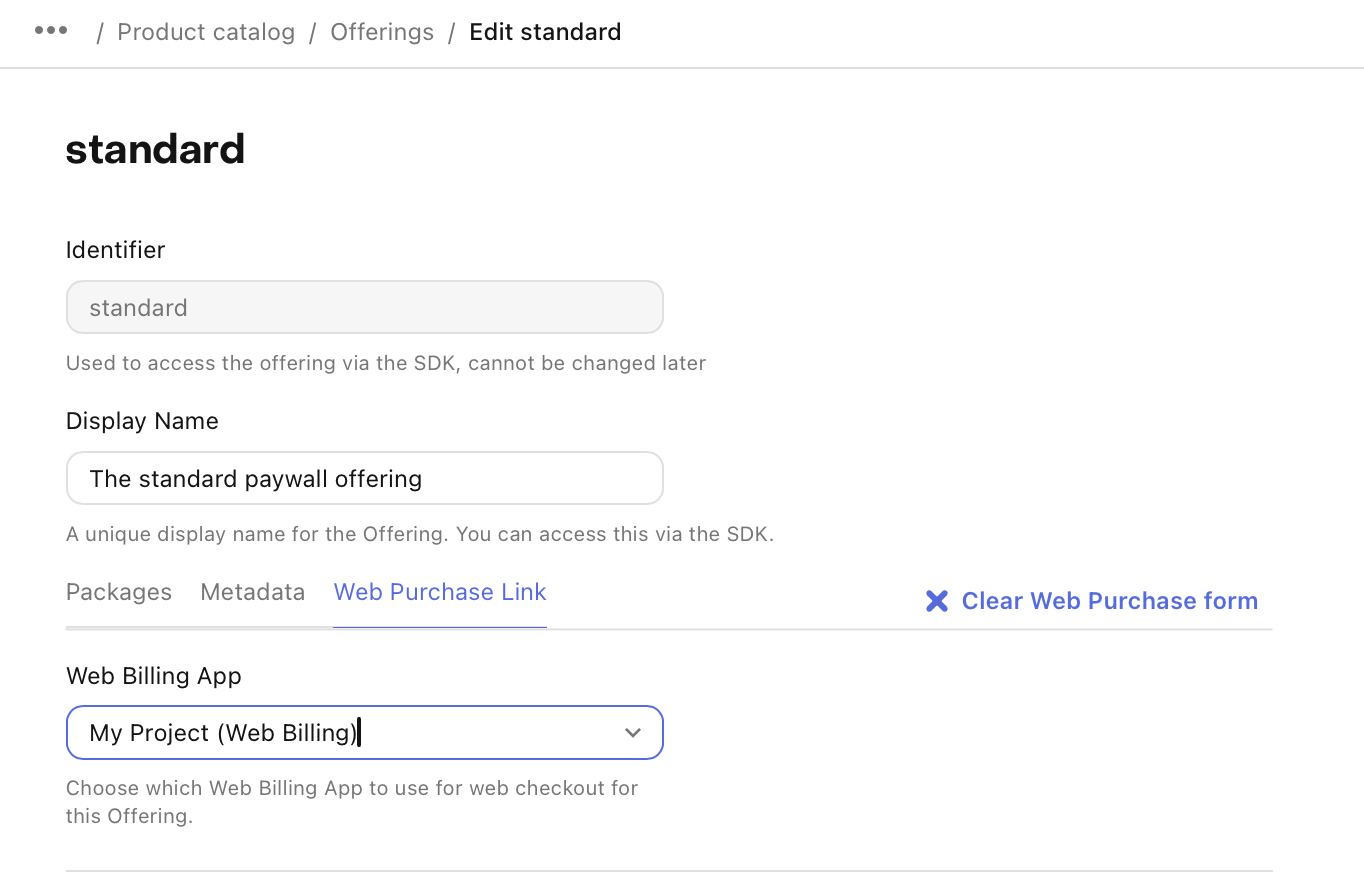 ••• / Product catalog / Offerings / Edit standard
standard
Identifier
standard
Used to access the offering via the SDK, cannot be changed later
Display Name
The standard paywall offering
A unique display name for the Offering. You can access this via the SDK.
Packages Metadata Web Purchase Link Clear Web Purchase form
Web Billing App
My Project (Web Billing)
Choose which Web Billing App to use for web checkout for
this Offering.